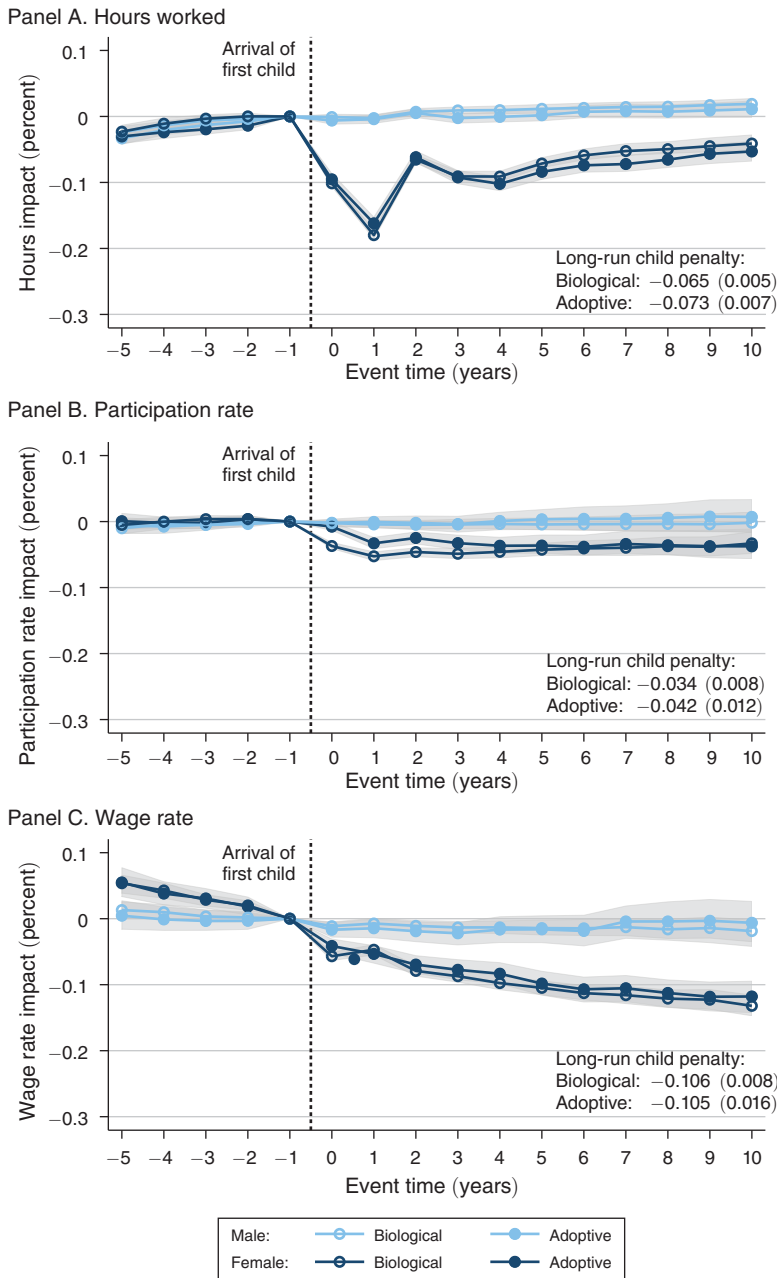 Panel A. Hours worked
Hours impact (percent)
0.1
0
−0.1
−0.2
−0.3
Arrival of
first child
Long-run child penalty:
Biological: −0.065 (0.005)
Adoptive: −0.073 (0.007)
−5 −4 −3 −2 −1 0 1 2 3 4 5 6 7 8 9 10
Event time (years)
Panel B. Participation rate
Participation rate impact (percent)
0.1
0
−0.1
−0.2
−0.3
Arrival of
first child
Long-run child penalty:
Biological: −0.034 (0.008)
Adoptive: −0.042 (0.012)
−5 −4 −3 −2 −1 0 1 2 3 4 5 6 7 8 9 10
Event time (years)
Panel C. Wage rate
Wage rate impact (percent)
0.1
0
−0.1
−0.2
−0.3
Arrival of
first child
Long-run child penalty:
Biological: −0.106 (0.008)
Adoptive: −0.105 (0.016)
−5 −4 −3 −2 −1 0 1 2 3 4 5 6 7 8 9 10
Event time (years)
Male: Biological Adoptive
Female: Biological Adoptive